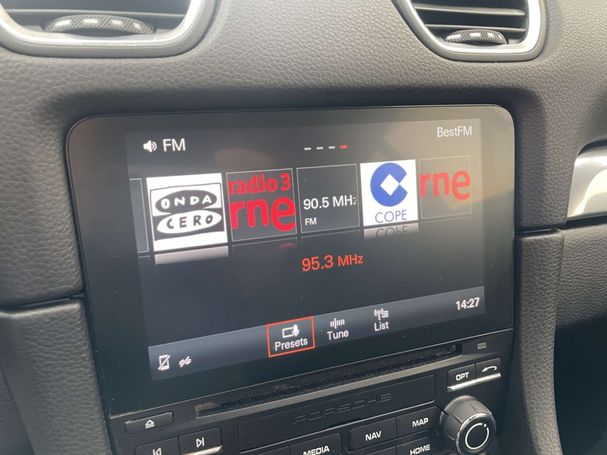 FM
BestFM
ONDA
CERO
radio 3
rne
90.5 MHz
FM
COPE
rne
95.3 MHz
14:27
Presets
Tune
List
PORSCHE
OPT
MEDIA
NAV
MAP
HOME